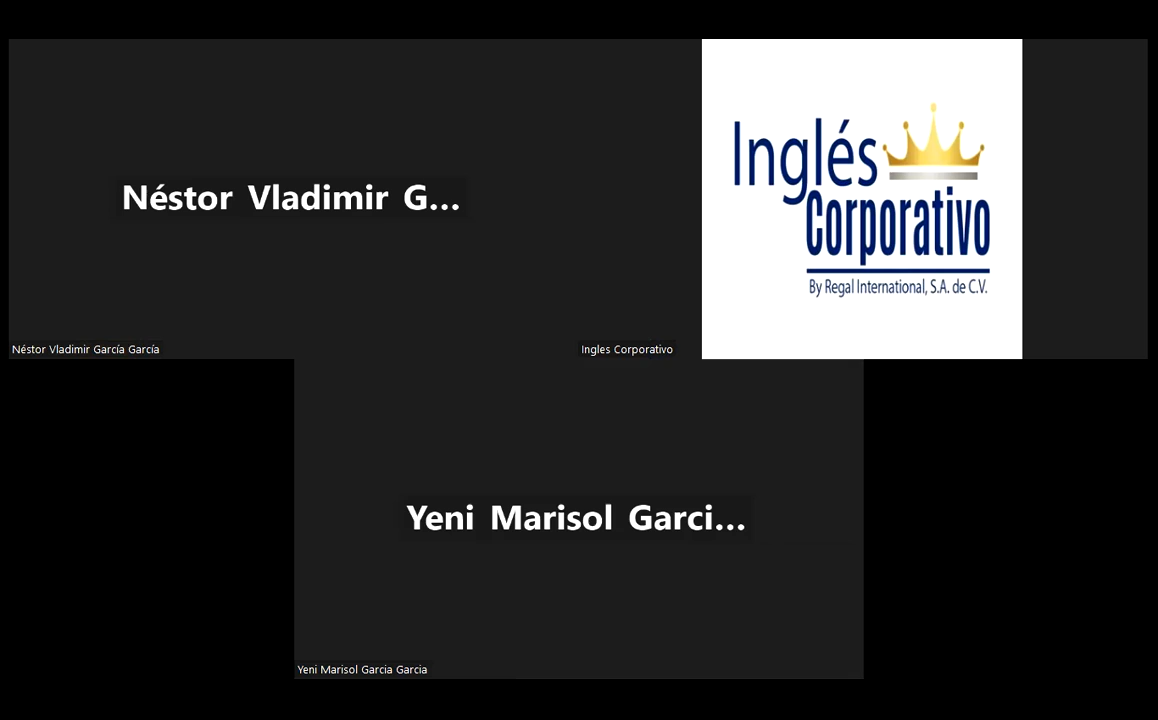 Néstor Vladimir G...
Néstor Vladimir García García
Inglés
Corporativo
By Regal International, S.A. de C.V.
Ingles Corporativo
Yeni Marisol Garci...
Yeni Marisol Garcia Garcia